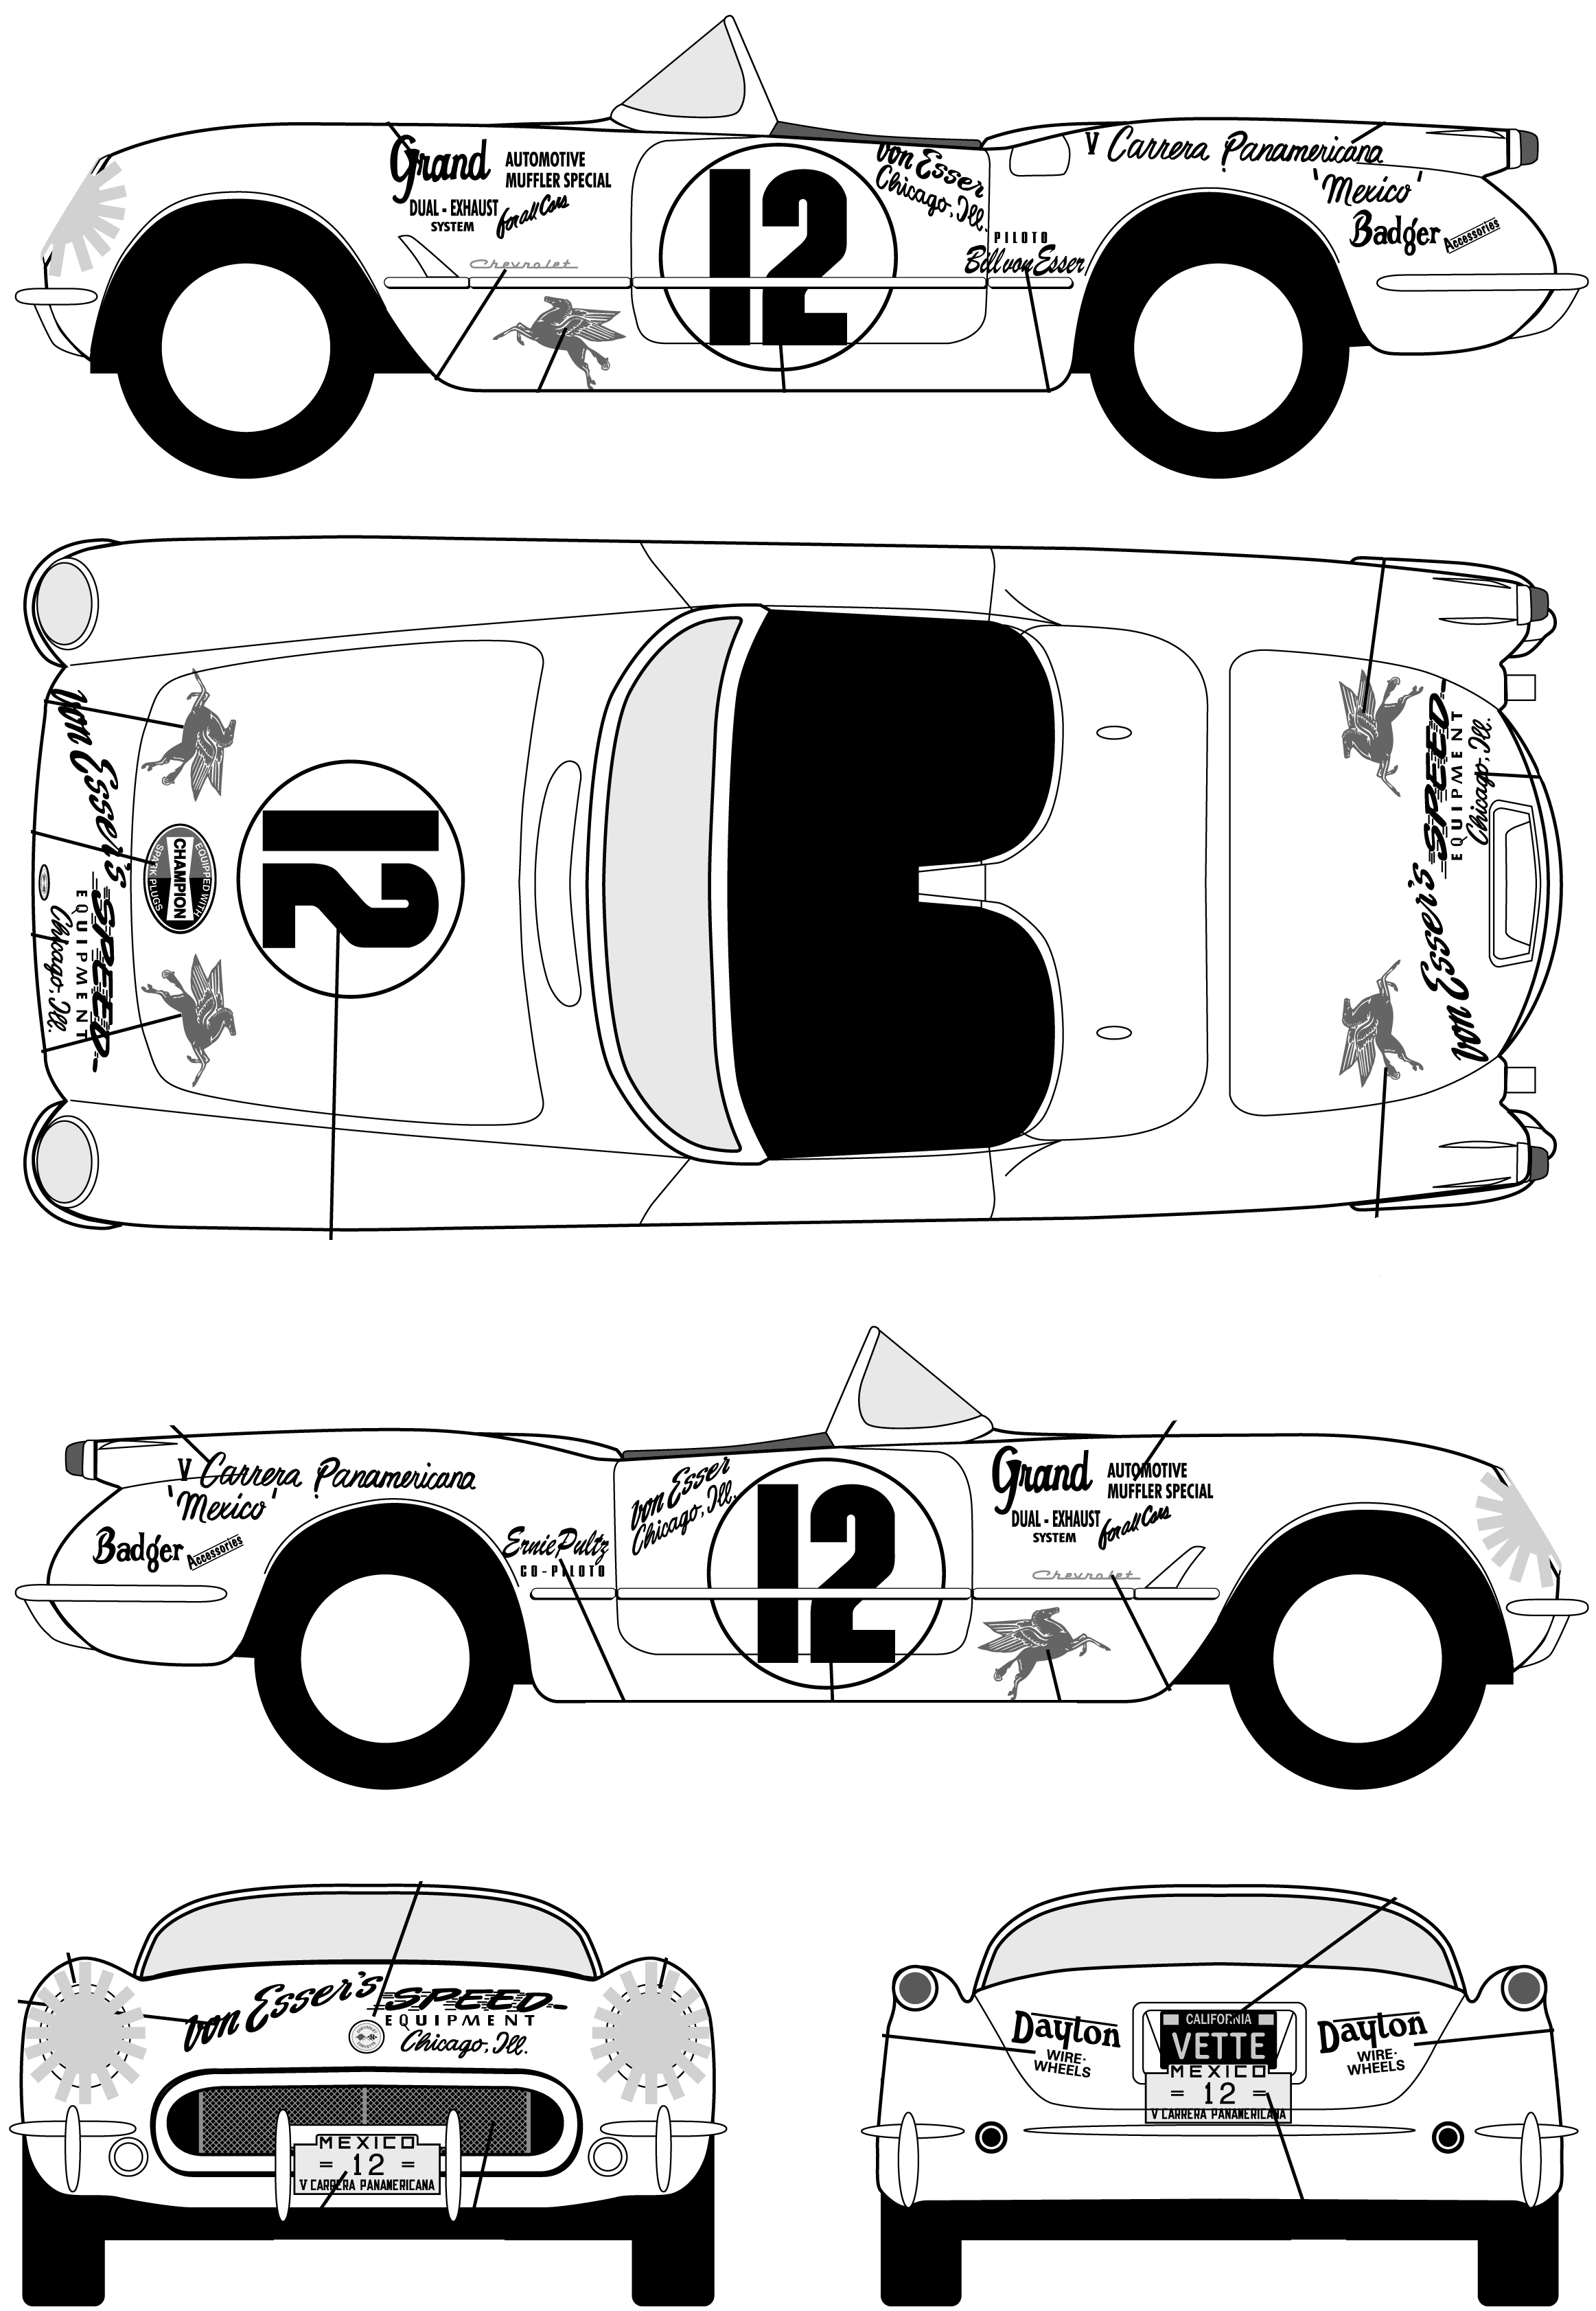 Grand AUTOMOTIVE
MUFFLER SPECIAL
DUAL - EXHAUST
SYSTEM
for all Cars
Chevrolet
12
von Esser
Chicago, Ill.
PILOTO
Bill von Esser
V Carrera Panamericana
'Mexico'
Badger Accessories
von Esser's SPEED
EQUIPMENT
Chicago, Ill.
EQUIPPED WITH
CHAMPION
SPARK PLUGS
12
von Esser's SPEED
EQUIPMENT
Chicago, Ill.
V Carrera Panamericana
'Mexico'
Badger Accessories
Ernie Pultz
CO-PILOTO
von Esser
Chicago, Ill.
12
Grand AUTOMOTIVE
MUFFLER SPECIAL
DUAL - EXHAUST
SYSTEM
for all Cars
Chevrolet
von Esser's SPEED
EQUIPMENT
Chicago, Ill.
MEXICO
= 12 =
V CARRERA PANAMERICANA
Dayton
WIRE-
WHEELS
CALIFORNIA
VETTE
MEXICO
= 12 =
V CARRERA PANAMERICANA
Dayton
WIRE-
WHEELS